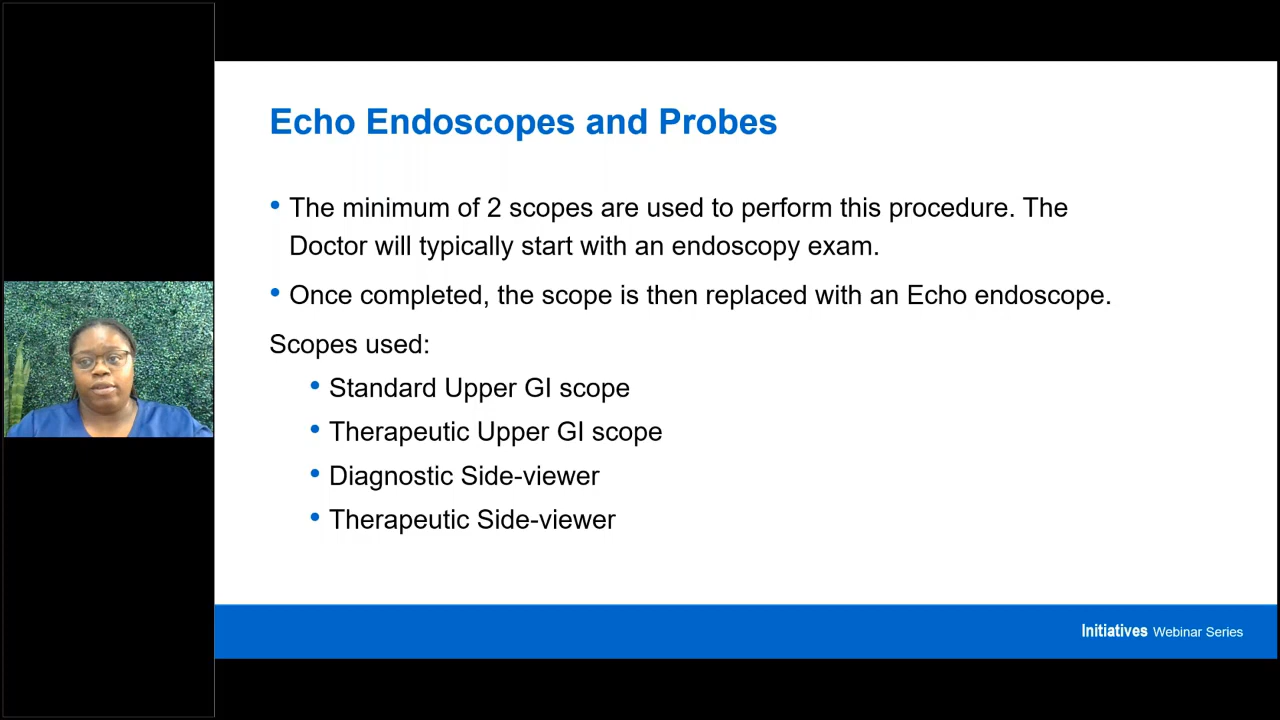 Echo Endoscopes and Probes
• The minimum of 2 scopes are used to perform this procedure. The
Doctor will typically start with an endoscopy exam.
• Once completed, the scope is then replaced with an Echo endoscope.
Scopes used:
• Standard Upper GI scope
• Therapeutic Upper GI scope
• Diagnostic Side-viewer
• Therapeutic Side-viewer
Initiatives Webinar Series